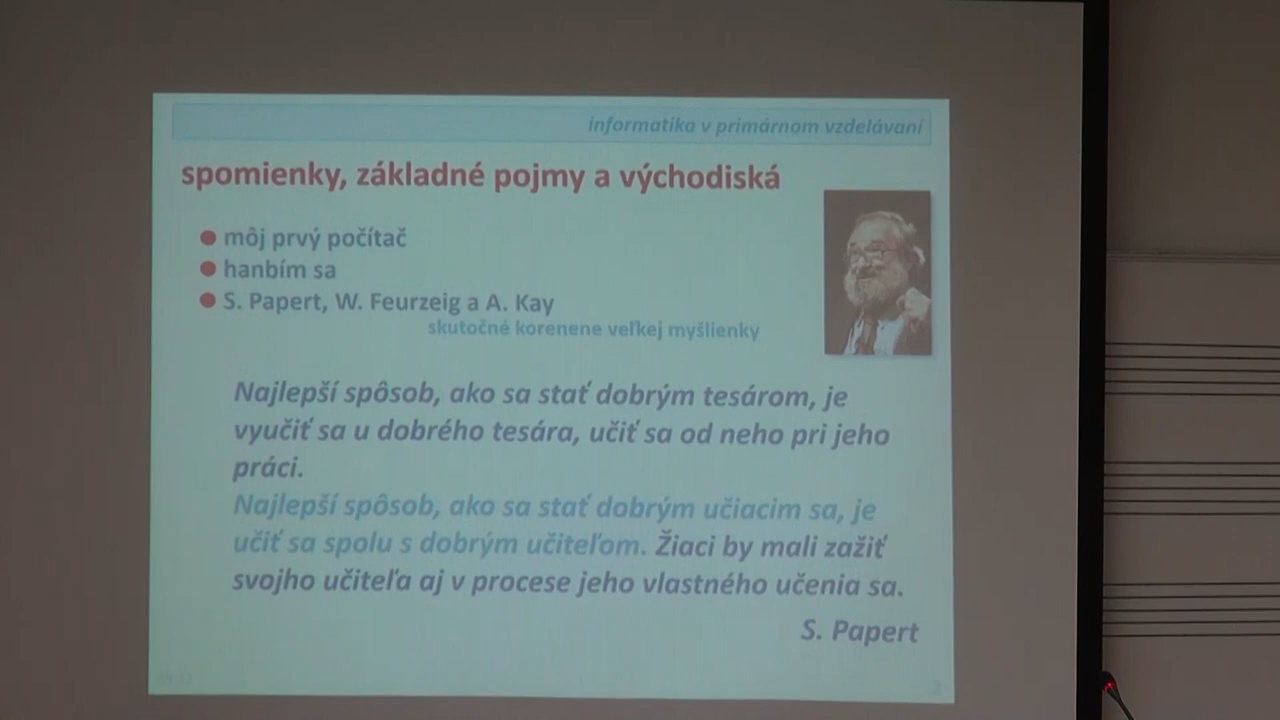 informatika v primárnom vzdelávaní
spomienky, základné pojmy a východiská
môj prvý počítač
hanbím sa
S. Papert, W. Feurzeig a A. Kay
skutočné korenene veľkej myšlienky
Najlepší spôsob, ako sa stať dobrým tesárom, je
vyučiť sa u dobrého tesára, učiť sa od neho pri jeho
práci.
Najlepší spôsob, ako sa stať dobrým učiacim sa, je
učiť sa spolu s dobrým učiteľom. Žiaci by mali zažiť
svojho učiteľa aj v procese jeho vlastného učenia sa.
S. Papert